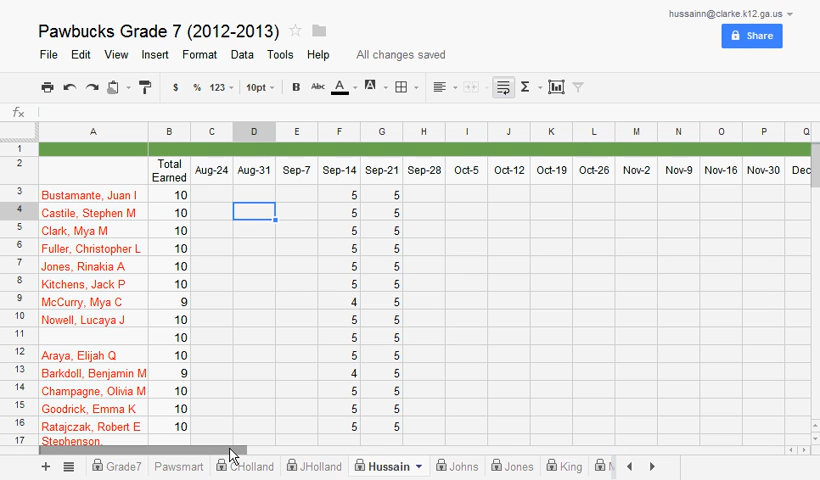 hussainn@clarke.k12.ga.us
Pawbucks Grade 7 (2012-2013)
Share
File Edit View Insert Format Data Tools Help All changes saved
$ % 123 10pt B Abc A A Σ
fx
A B C D E F G H I J K L M N O P Q
1
2 Total Earned Aug-24 Aug-31 Sep-7 Sep-14 Sep-21 Sep-28 Oct-5 Oct-12 Oct-19 Oct-26 Nov-2 Nov-9 Nov-16 Nov-30 Dec
3 Bustamante, Juan I 10 5 5
4 Castile, Stephen M 10 5 5
5 Clark, Mya M 10 5 5
6 Fuller, Christopher L 10 5 5
7 Jones, Rinakia A 10 5 5
8 Kitchens, Jack P 10 5 5
9 McCurry, Mya C 9 4 5
10 Nowell, Lucaya J 10 5 5
11 10 5 5
12 Araya, Elijah Q 10 5 5
13 Barkdoll, Benjamin M 9 4 5
14 Champagne, Olivia M 10 5 5
15 Goodrick, Emma K 10 5 5
16 Ratajczak, Robert E 10 5 5
17 Stephenson,
+ Grade7 Pawsmart Holland JHolland Hussain Johns Jones King